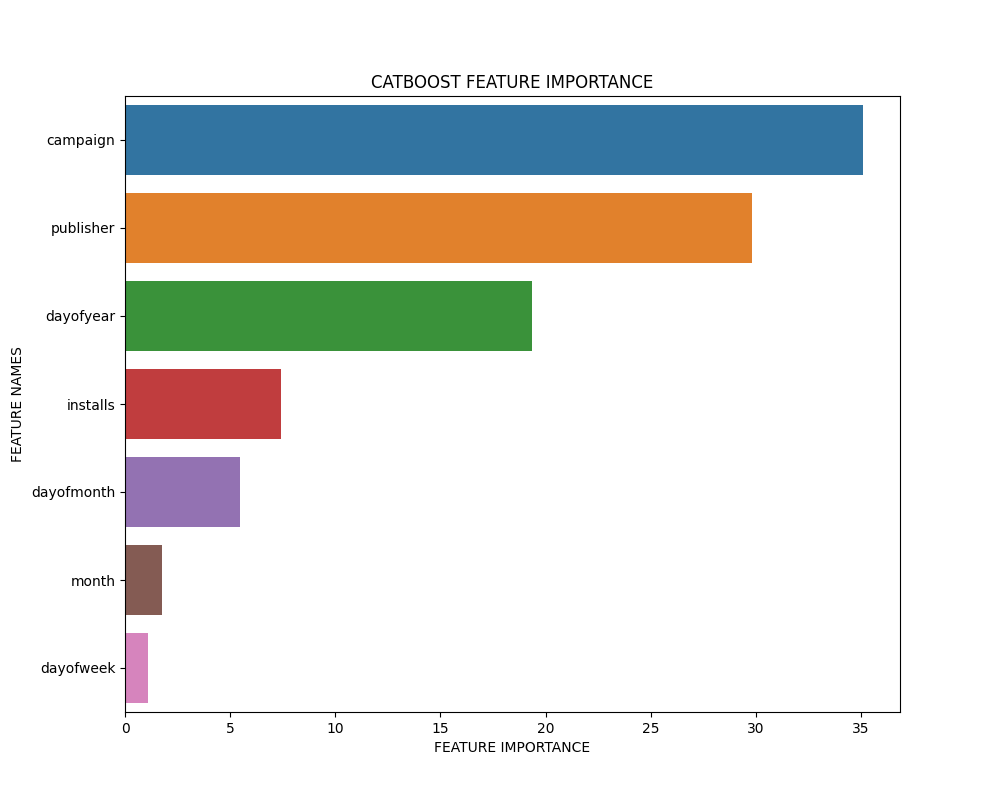 CATBOOST FEATURE IMPORTANCE
FEATURE NAMES
campaign
publisher
dayofyear
installs
dayofmonth
month
dayofweek
0 5 10 15 20 25 30 35
FEATURE IMPORTANCE